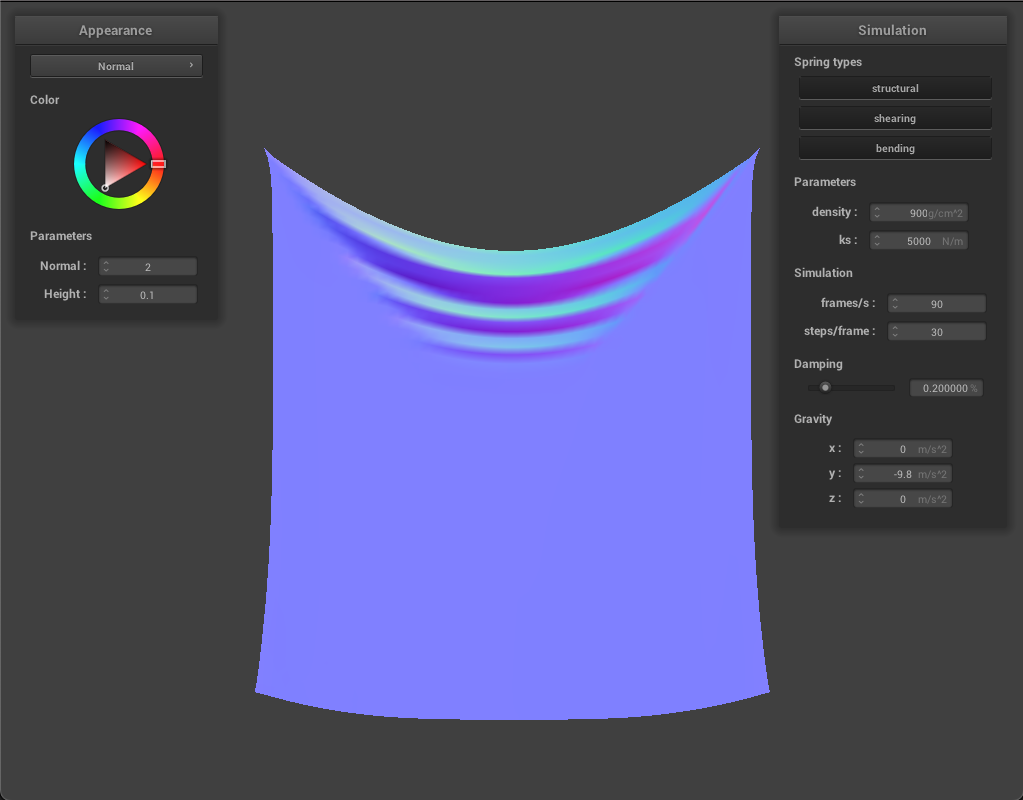 Appearance
Normal
Color
Parameters
Normal : 2
Height : 0.1
Simulation
Spring types
structural
shearing
bending
Parameters
density : 900 g/cm^2
ks : 5000 N/m
Simulation
frames/s : 90
steps/frame : 30
Damping
0.200000 %
Gravity
x : 0 m/s^2
y : -9.8 m/s^2
z : 0 m/s^2